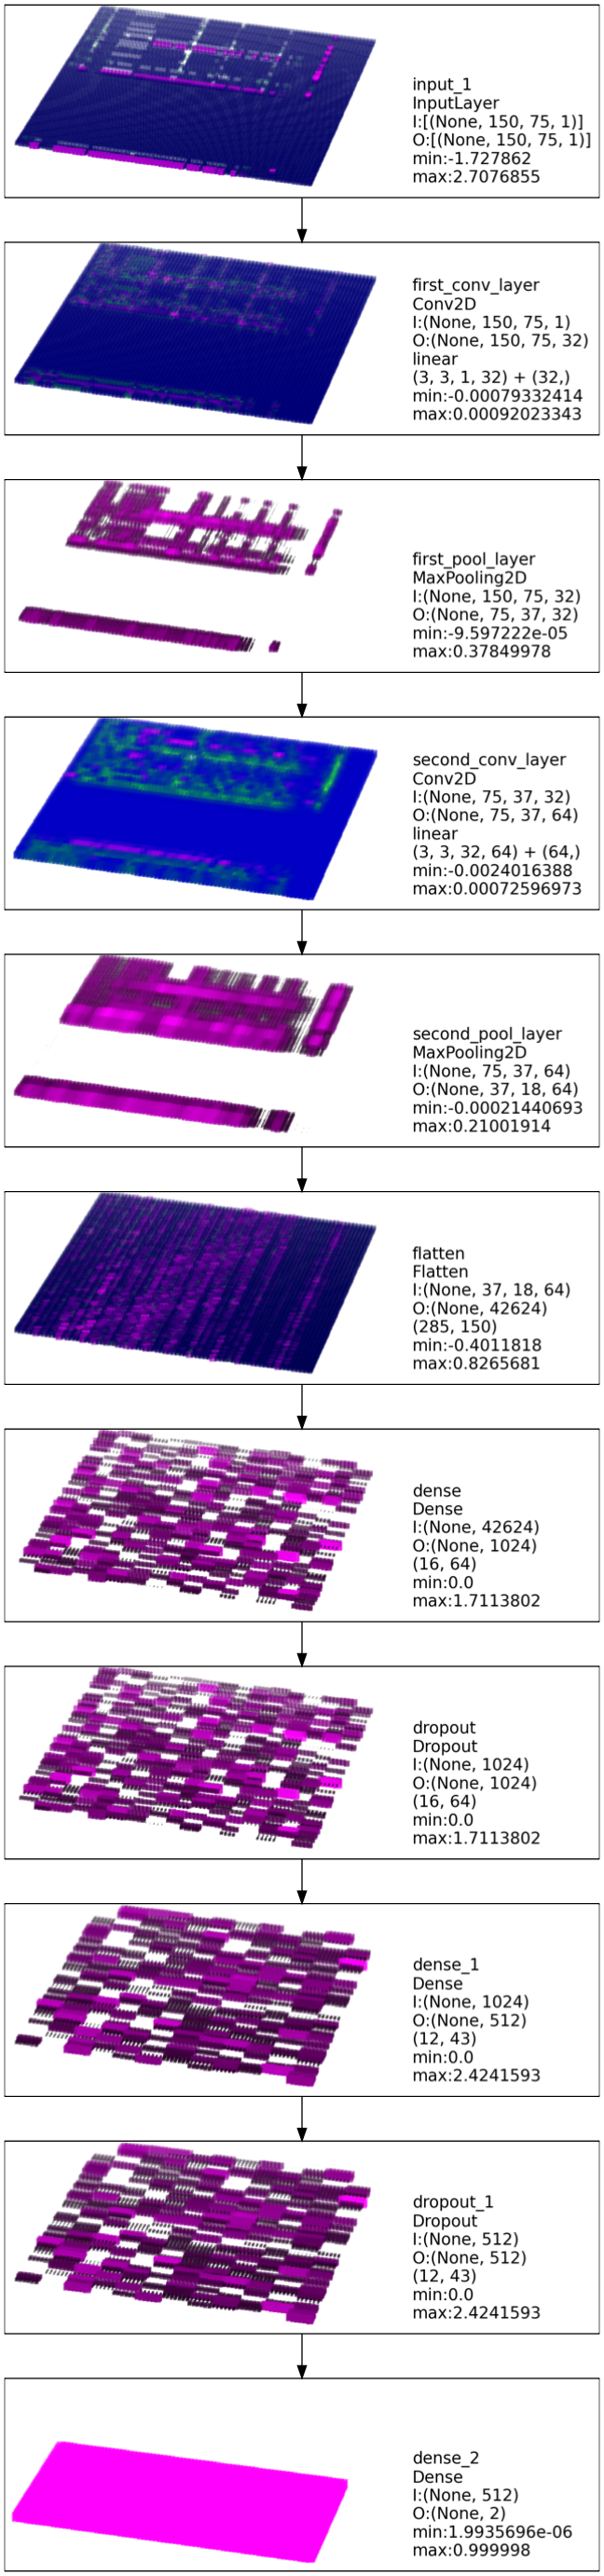 input_1
InputLayer
I:[(None, 150, 75, 1)]
O:[(None, 150, 75, 1)]
min:-1.727862
max:2.7076855
first_conv_layer
Conv2D
I:(None, 150, 75, 1)
O:(None, 150, 75, 32)
linear
(3, 3, 1, 32) + (32,)
min:-0.00079332414
max:0.00092023343
first_pool_layer
MaxPooling2D
I:(None, 150, 75, 32)
O:(None, 75, 37, 32)
min:-9.597222e-05
max:0.37849978
second_conv_layer
Conv2D
I:(None, 75, 37, 32)
O:(None, 75, 37, 64)
linear
(3, 3, 32, 64) + (64,)
min:-0.0024016388
max:0.00072596973
second_pool_layer
MaxPooling2D
I:(None, 75, 37, 64)
O:(None, 37, 18, 64)
min:-0.00021440693
max:0.21001914
flatten
Flatten
I:(None, 37, 18, 64)
O:(None, 42624)
(285, 150)
min:-0.4011818
max:0.8265681
dense
Dense
I:(None, 42624)
O:(None, 1024)
(16, 64)
min:0.0
max:1.7113802
dropout
Dropout
I:(None, 1024)
O:(None, 1024)
(16, 64)
min:0.0
max:1.7113802
dense_1
Dense
I:(None, 1024)
O:(None, 512)
(12, 43)
min:0.0
max:2.4241593
dropout_1
Dropout
I:(None, 512)
O:(None, 512)
(12, 43)
min:0.0
max:2.4241593
dense_2
Dense
I:(None, 512)
O:(None, 2)
min:1.9935696e-06
max:0.999998